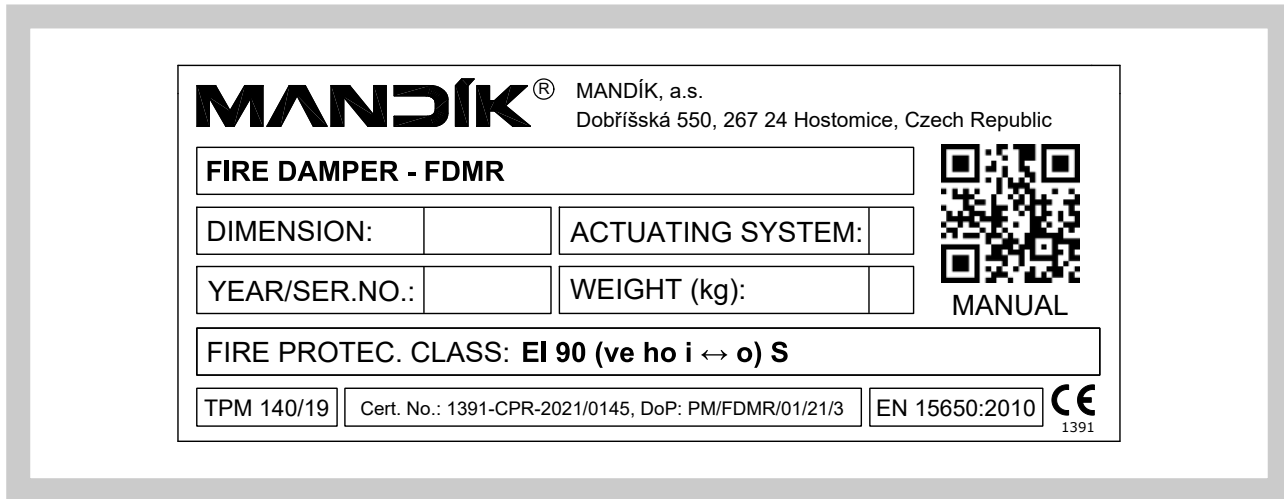 MANDÍK®
MANDÍK, a.s.
Dobříšská 550, 267 24 Hostomice, Czech Republic
FIRE DAMPER - FDMR
DIMENSION:
ACTUATING SYSTEM:
YEAR/SER.NO.:
WEIGHT (kg):
MANUAL
FIRE PROTEC. CLASS: EI 90 (ve ho i ↔ o) S
TPM 140/19
Cert. No.: 1391-CPR-2021/0145, DoP: PM/FDMR/01/21/3
EN 15650:2010
CE
1391